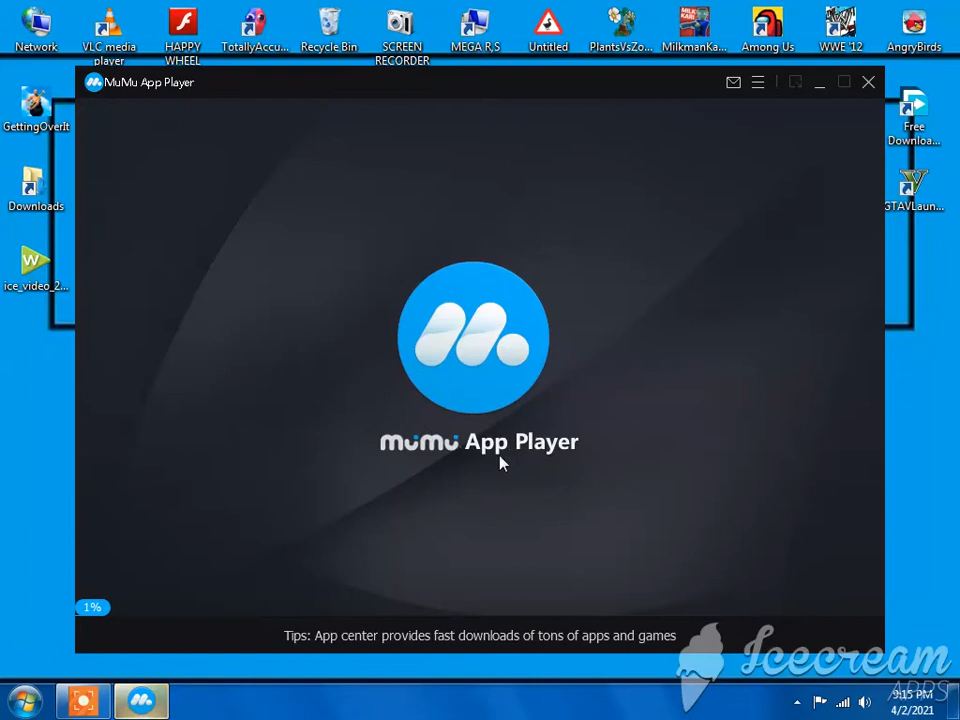 Network
VLC media player
HAPPY WHEEL
TotallyAccu...
Recycle Bin
SCREEN RECORDER
MEGA R,S
Untitled
PlantsVsZo...
MilkmanKa...
Among Us
WWE '12
AngryBirds
MuMu App Player
GettingOverIt
Free Downloa...
Downloads
GTAVLaun...
W
ice_video_2...
MuMu App Player
1%
Tips: App center provides fast downloads of tons of apps and games
Icecream
APPS
9:15 PM
4/2/2021